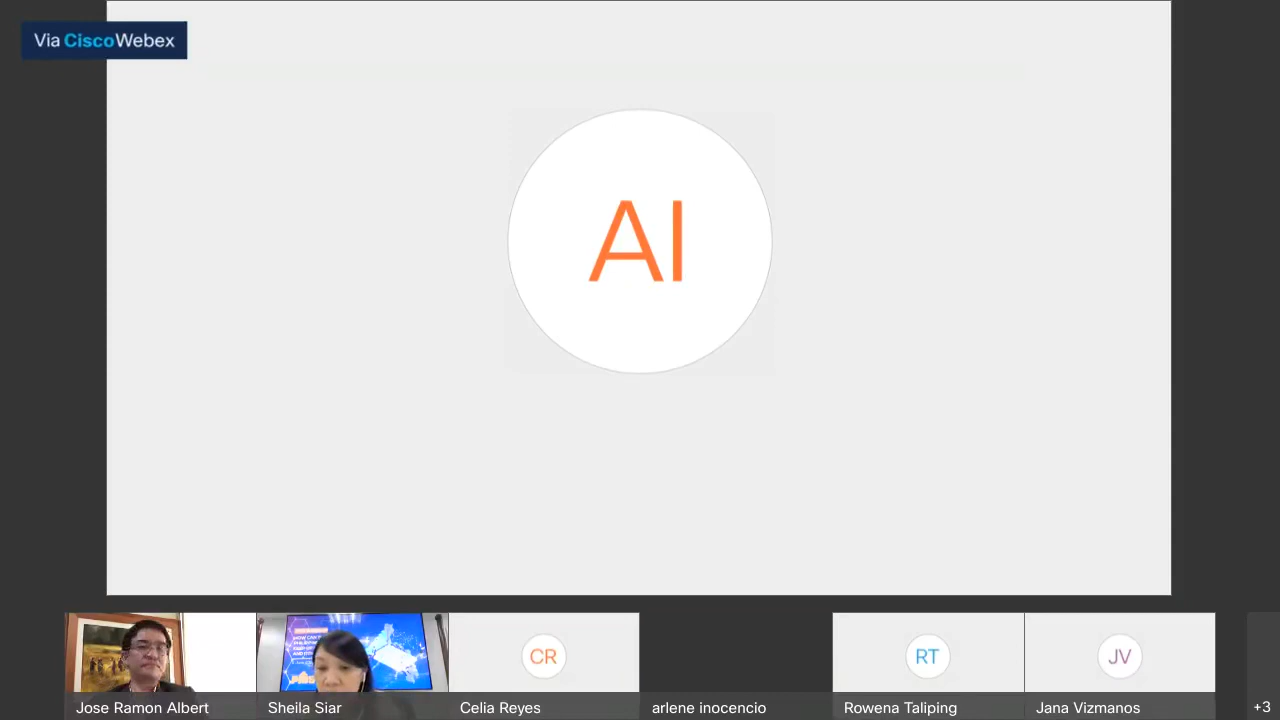 Via CiscoWebex
AI
CR
RT
JV
Jose Ramon Albert
Sheila Siar
Celia Reyes
arlene inocencio
Rowena Taliping
Jana Vizmanos
+3